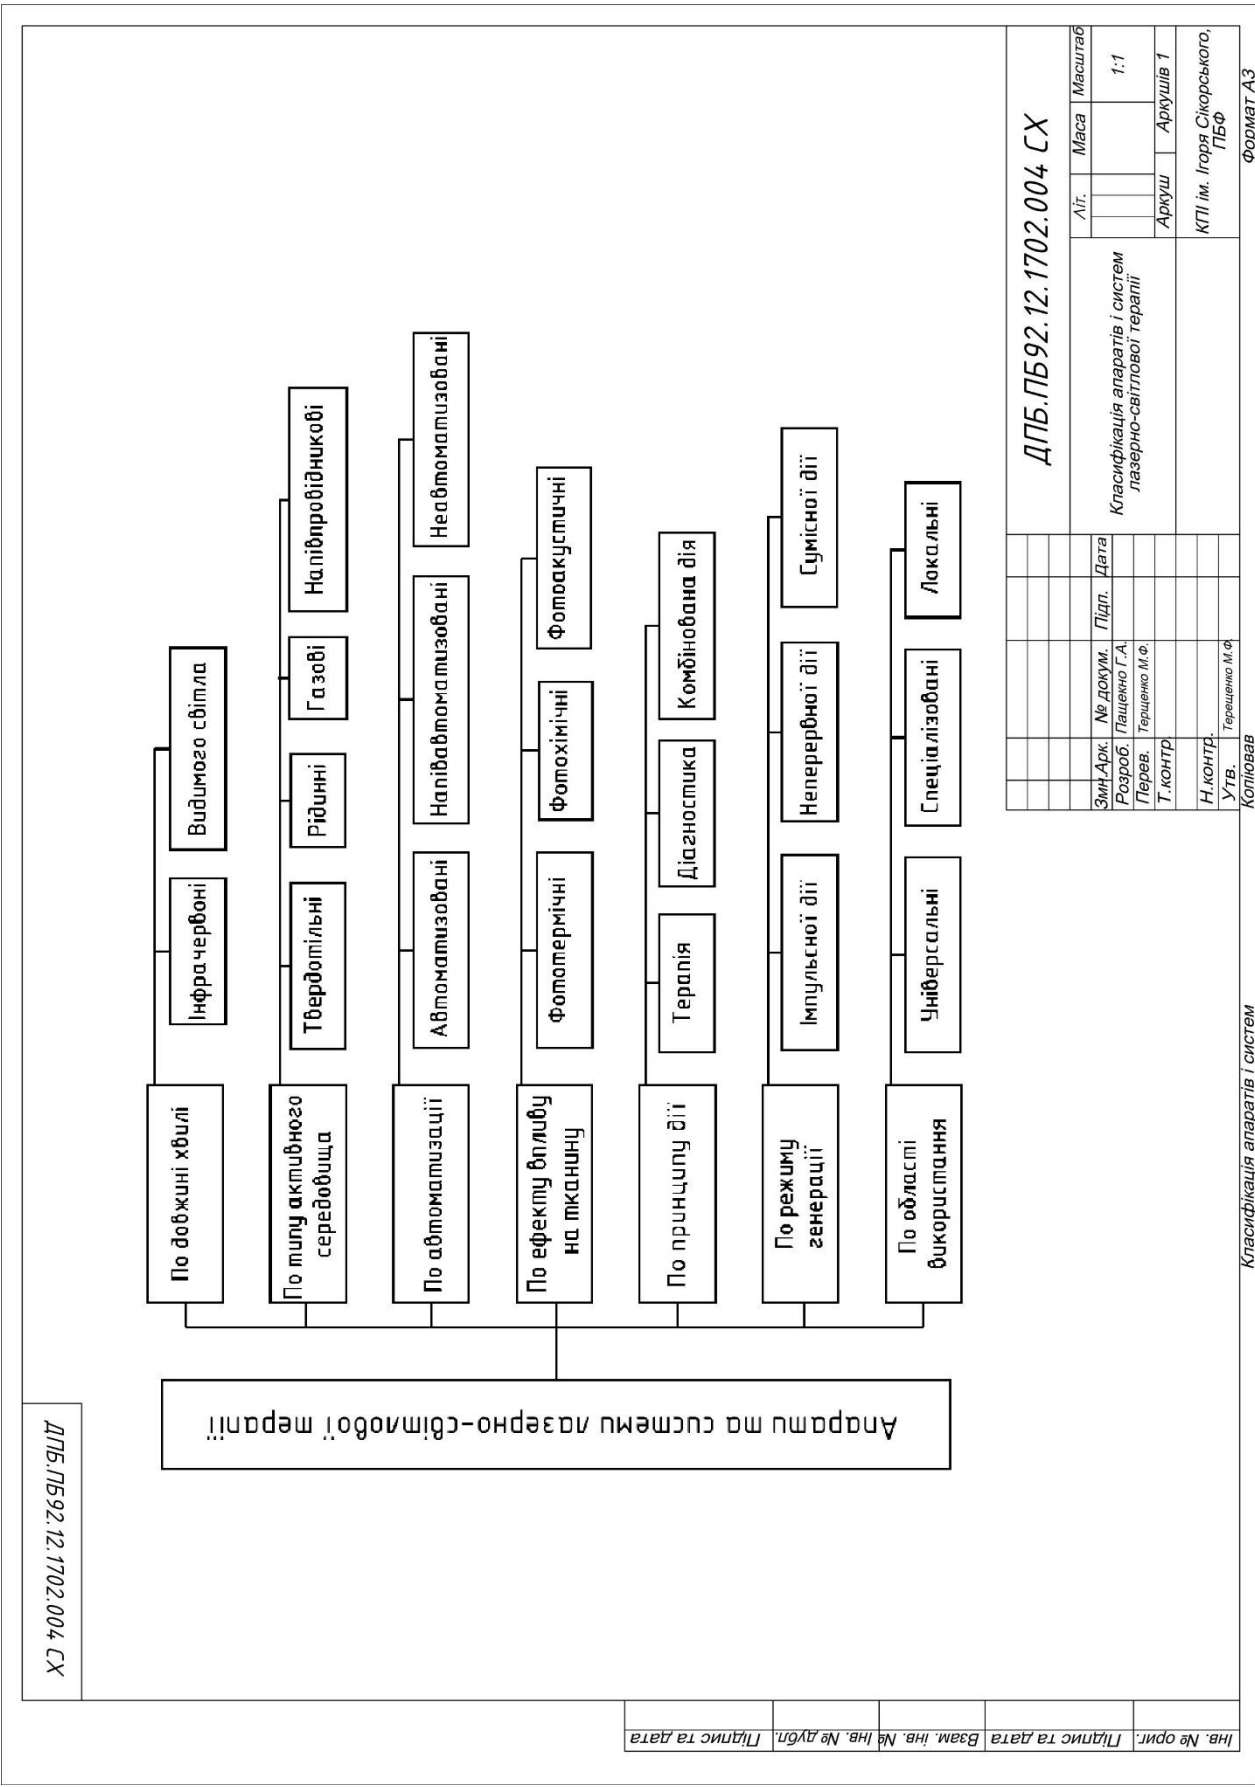 ДПБ.ПБ92.12.1702.004 СХ
Апарати та системи лазерно-світлової терапії
По довжині хвилі
Інфрачервоні
Видимого світла
По типу активного
середовища
Твердотільні
Рідинні
Газові
Напівпровідникові
По автоматизації
Автоматизовані
Напівавтоматизовані
Неавтоматизовані
По ефекту впливу
на тканину
Фототермічні
Фотохімічні
Фотоакустичні
По принципу дії
Терапія
Діагностика
Комбінована дія
По режиму
генерації
Імпульсної дії
Неперервної дії
Сумісної дії
По області
використання
Універсальні
Спеціалізовані
Локальні
Підпис та дата
Інв. № дубл.
Взам. інв. №
Підпис та дата
Інв. № ориг.
ДПБ.ПБ92.12.1702.004 СХ
Змн.Арк. № докум. Підп. Дата
Розроб. Пащекно Г.А.
Перев. Терщенко М.Ф.
Т.контр.
Н.контр.
Утв. Терещенко М.Ф.
Класифікація апаратів і систем
лазерно-світлової терапії
Літ. Маса Масштаб
1:1
Аркуш Аркушів 1
КПІ ім. Ігоря Сікорського,
ПБФ
Класифікація апаратів і систем
Копіював
Формат А3